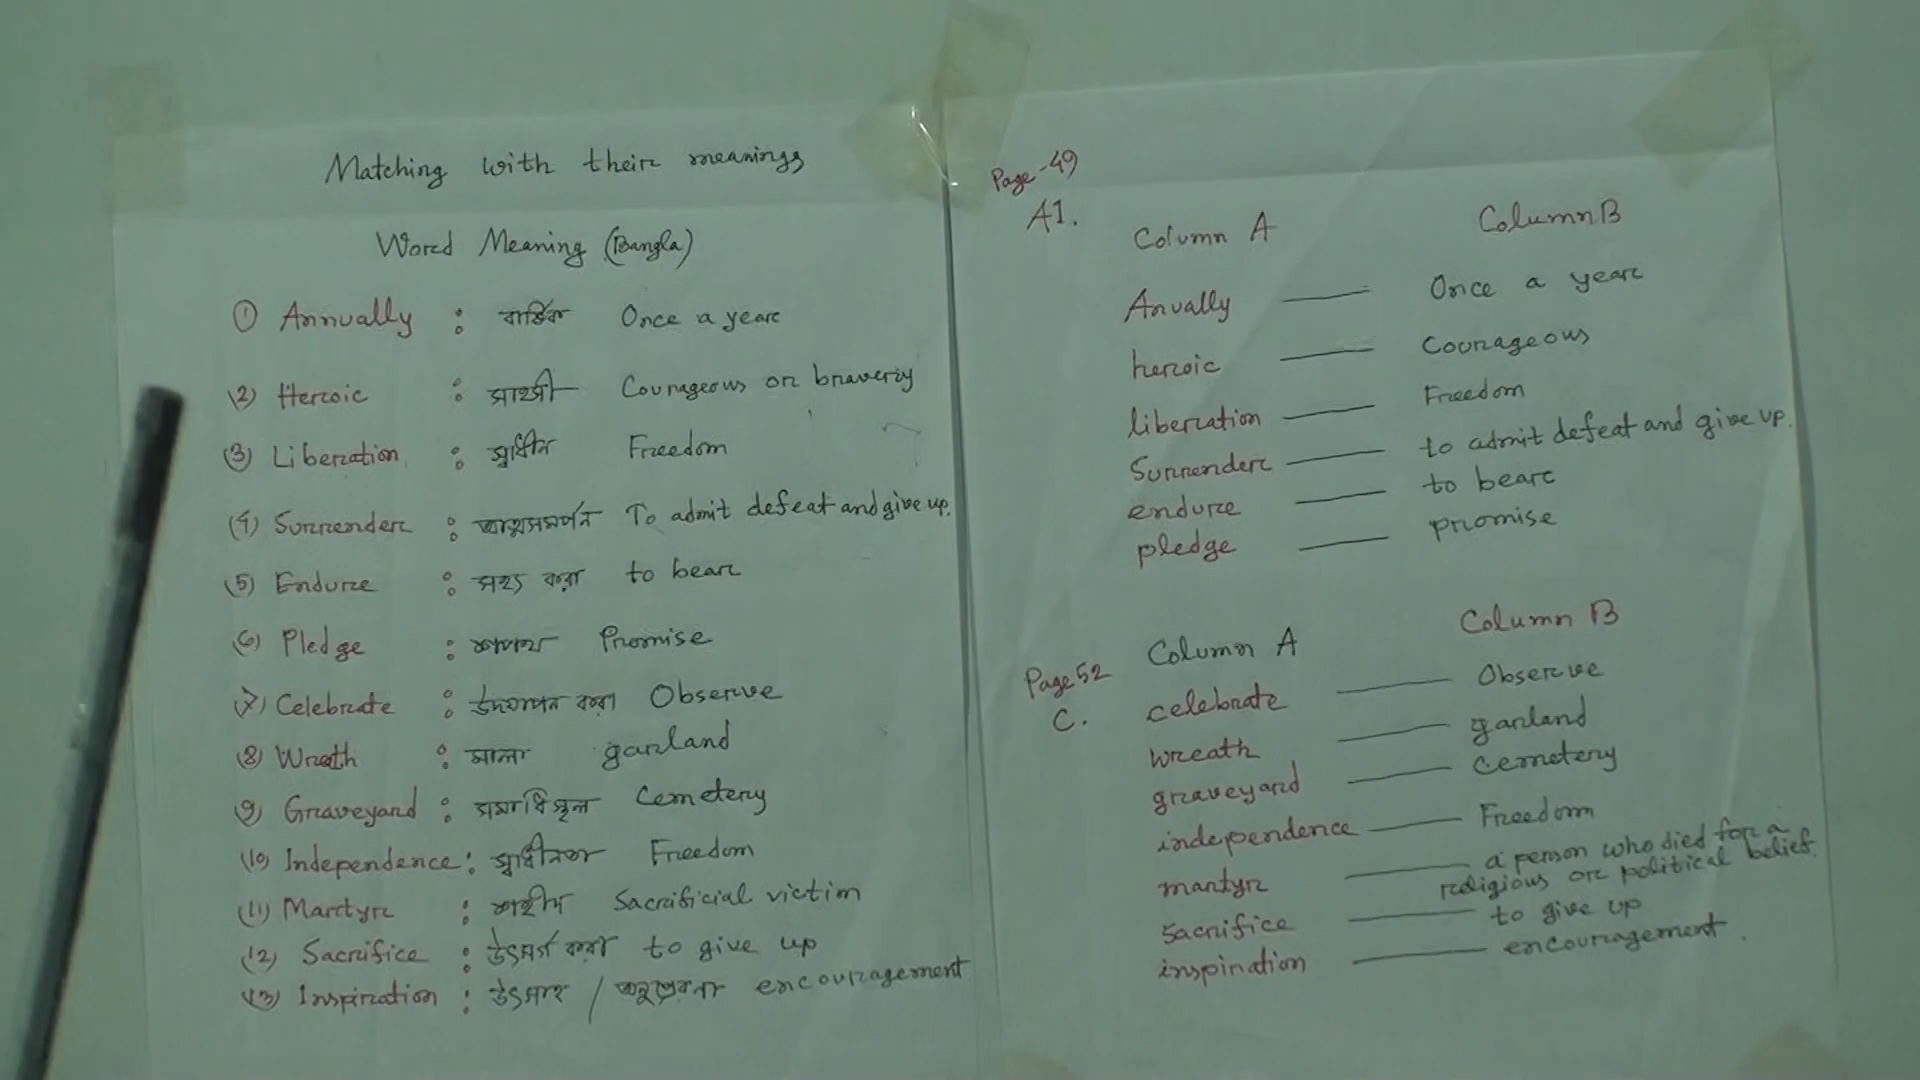 Matching with their meanings
Word Meaning (Bangla)
① Annually : বার্ষিক Once a year
(2) Heroic : সাহসী Courageous or bravery
(3) Liberation : স্বাধীন Freedom
(4) Surrender : আত্মসমর্পন To admit defeat and give up.
(5) Endure : সহ্য করা to bear
(6) Pledge : শপথ Promise
(7) Celebrate : উদযাপন করা Observe
(8) Wreath : মালা garland
(9) Graveyard : সমাধিস্থল Cemetery
(10) Independence : স্বাধীনতা Freedom
(11) Martyr : শহীদ Sacrificial victim
(12) Sacrifice : উৎসর্গ করা to give up
(13) Inspiration : উৎসাহ / অনুপ্রেরনা encouragement
Page-49
A1.
Column A Column B
Anually Once a year
heroic Courageous
liberation Freedom
Surrender to admit defeat and give up.
endure to bear
pledge promise
Page 52
C.
Column A Column B
celebrate Observe
wreath garland
graveyard Cemetery
independence Freedom
martyr a person who died for a
religious or political belief.
sacrifice to give up
inspiration encouragement.